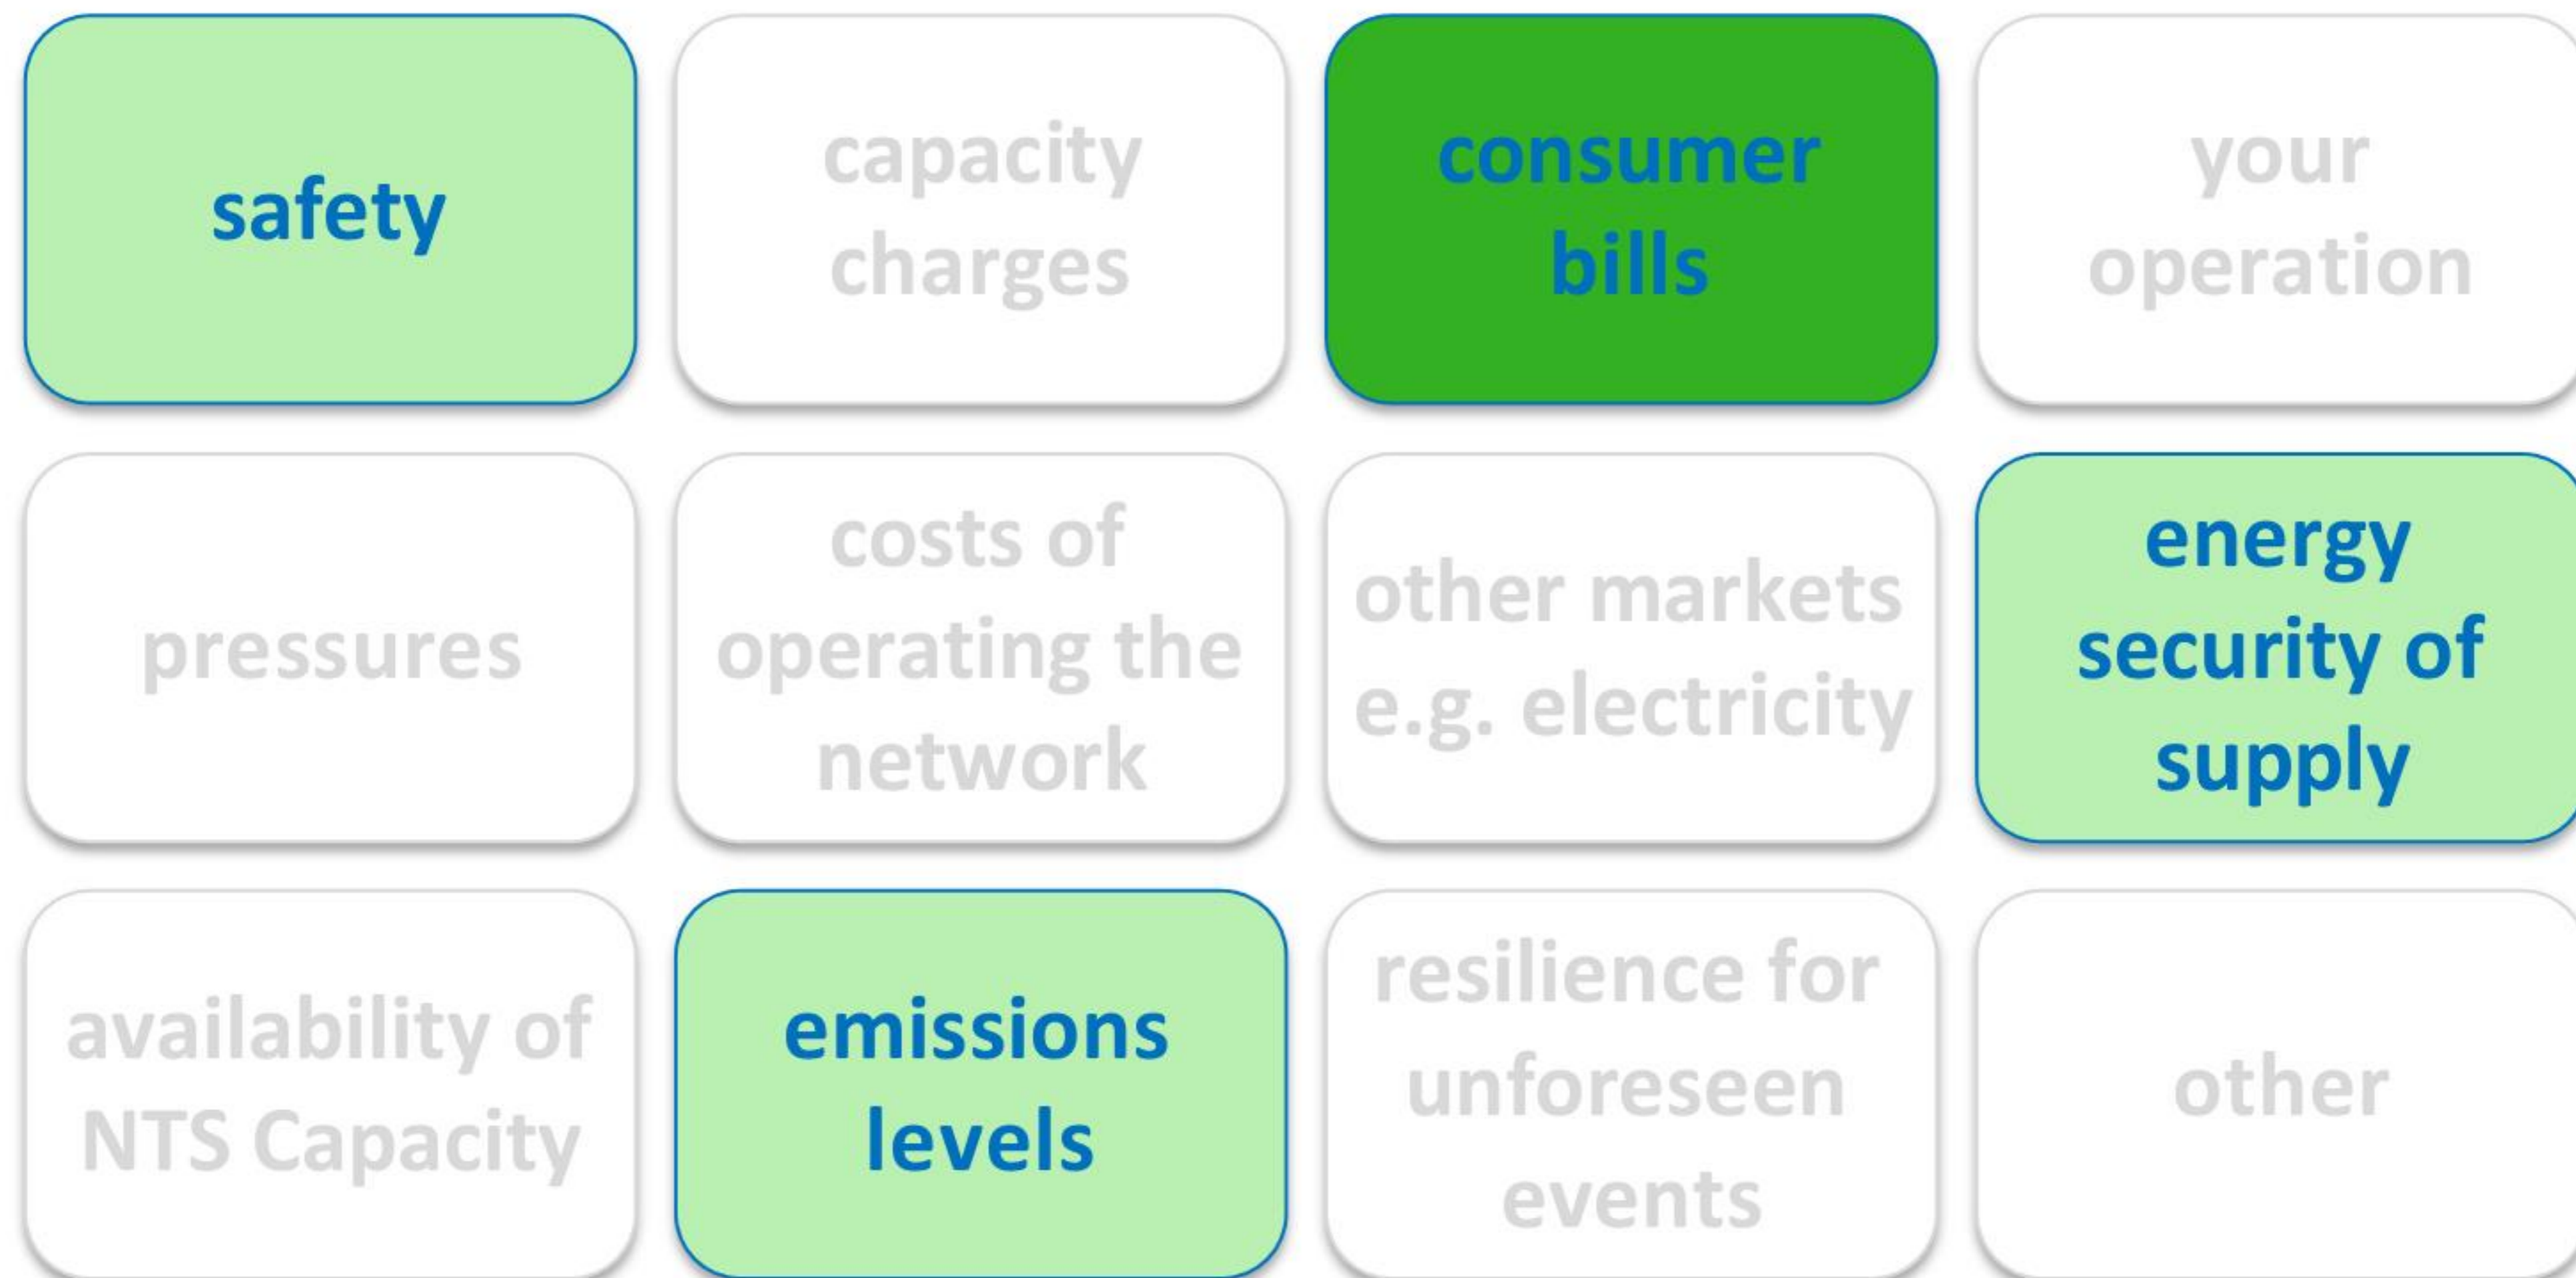 safety
capacity
charges
consumer
bills
your
operation
pressures
costs of
operating the
network
other markets
e.g. electricity
energy
security of
supply
availability of
NTS Capacity
emissions
levels
resilience for
unforeseen
events
other